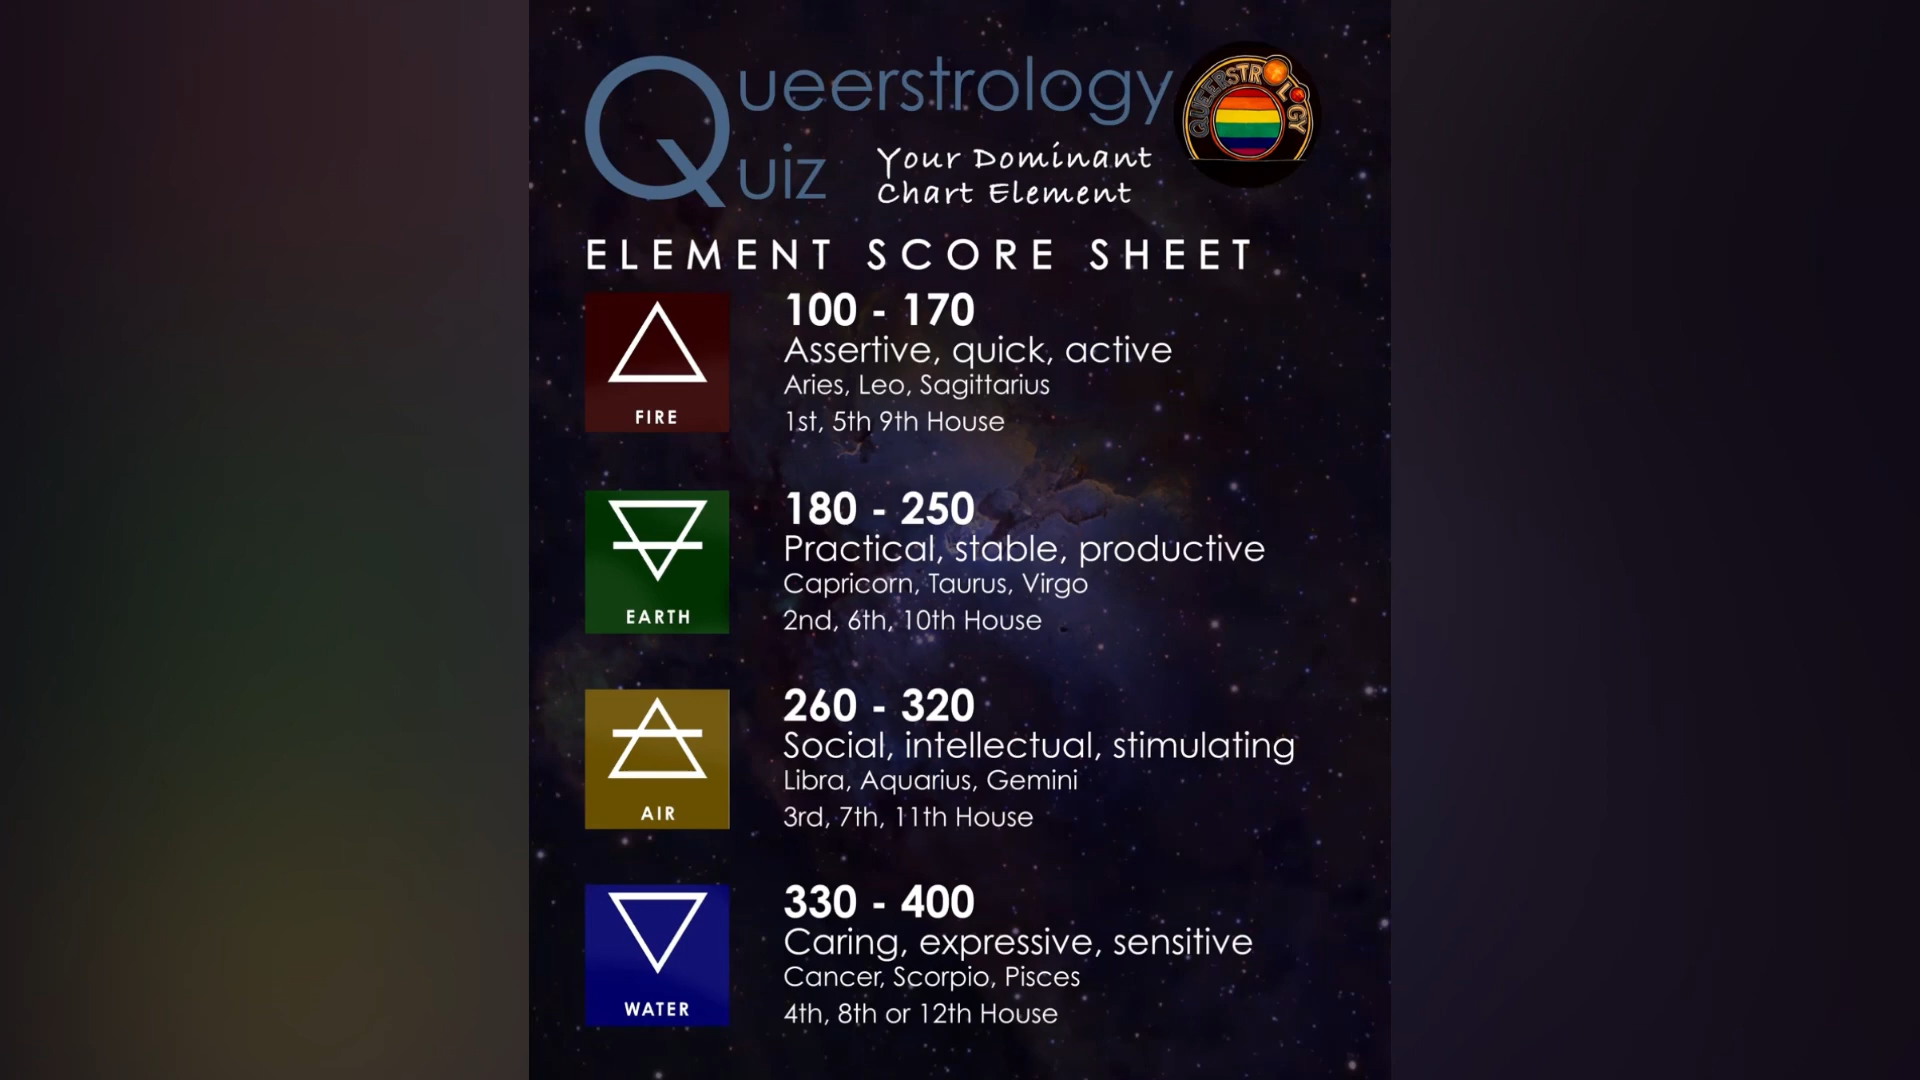 Queerstrology
Quiz
Your Dominant
Chart Element
QUEERSTROLOGY
ELEMENT SCORE SHEET
100 - 170
Assertive, quick, active
Aries, Leo, Sagittarius
1st, 5th 9th House
FIRE
180 - 250
Practical, stable, productive
Capricorn, Taurus, Virgo
2nd, 6th, 10th House
EARTH
260 - 320
Social, intellectual, stimulating
Libra, Aquarius, Gemini
3rd, 7th, 11th House
AIR
330 - 400
Caring, expressive, sensitive
Cancer, Scorpio, Pisces
4th, 8th or 12th House
WATER